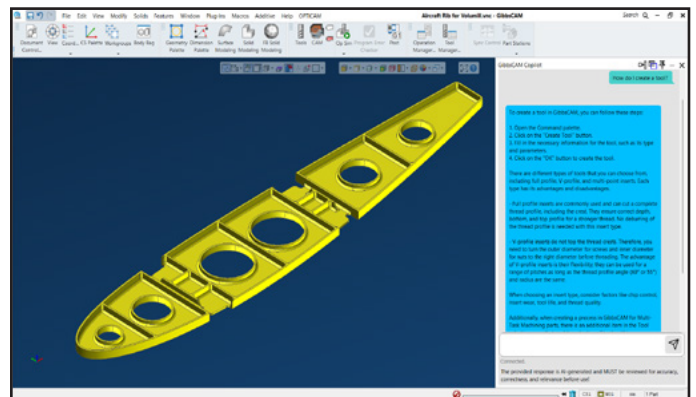 File Edit View Modify Solids Features Window Plug-Ins Macros Additive Help OPTICAM
Aircraft Rib for Volumill.vnc - GibbsCAM
Search
Document Control...
View
Coordi...
CS Palette
Workgroups
Body Bag
Geometry Palette
Dimension Palette
Surface Modeling
Solid Modeling
Tools
CAM
Op Sim
Program Error Checker
Post
Operation Manager...
Tool Manager...
Sync Control
Part Stations
GibbsCAM Copilot
How do I create a tool?
To create a tool in GibbsCAM, you can follow these steps:
1. Open the Command palette.
2. Click on the "Create Tool" button.
3. Fill in the necessary information for the tool, such as its type
and parameters.
4. Click on the "OK" button to create the tool.
There are different types of tools that you can choose from,
including full profile, V-profile, and multi-point inserts. Each
type has its advantages and disadvantages.
- Full profile inserts are commonly used and can cut a complete
thread profile, including the crest. They ensure correct depth,
bottom, and top profile for a stronger thread. No deburring of
the thread profile is needed with this insert type.
- V-profile inserts do not top the thread crests. Therefore, you
need to turn the outer diameter for screws and inner diameter
for nuts to the right diameter before threading. The advantage
of V-profile inserts is their flexibility; they can be used for a
range of pitches as long as the thread profile angle (60° or 55°)
and radius are the same.
When choosing an insert type, consider factors like chip control,
insert wear, tool life, and thread quality.
Additionally, when creating a process in GibbsCAM for Multi-
Task Machining parts, there is an additional item in the Tool
Connected.
The provided response is AI-generated and MUST be reviewed for accuracy,
correctness, and relevance before use!
CS1
WG1
1 Part